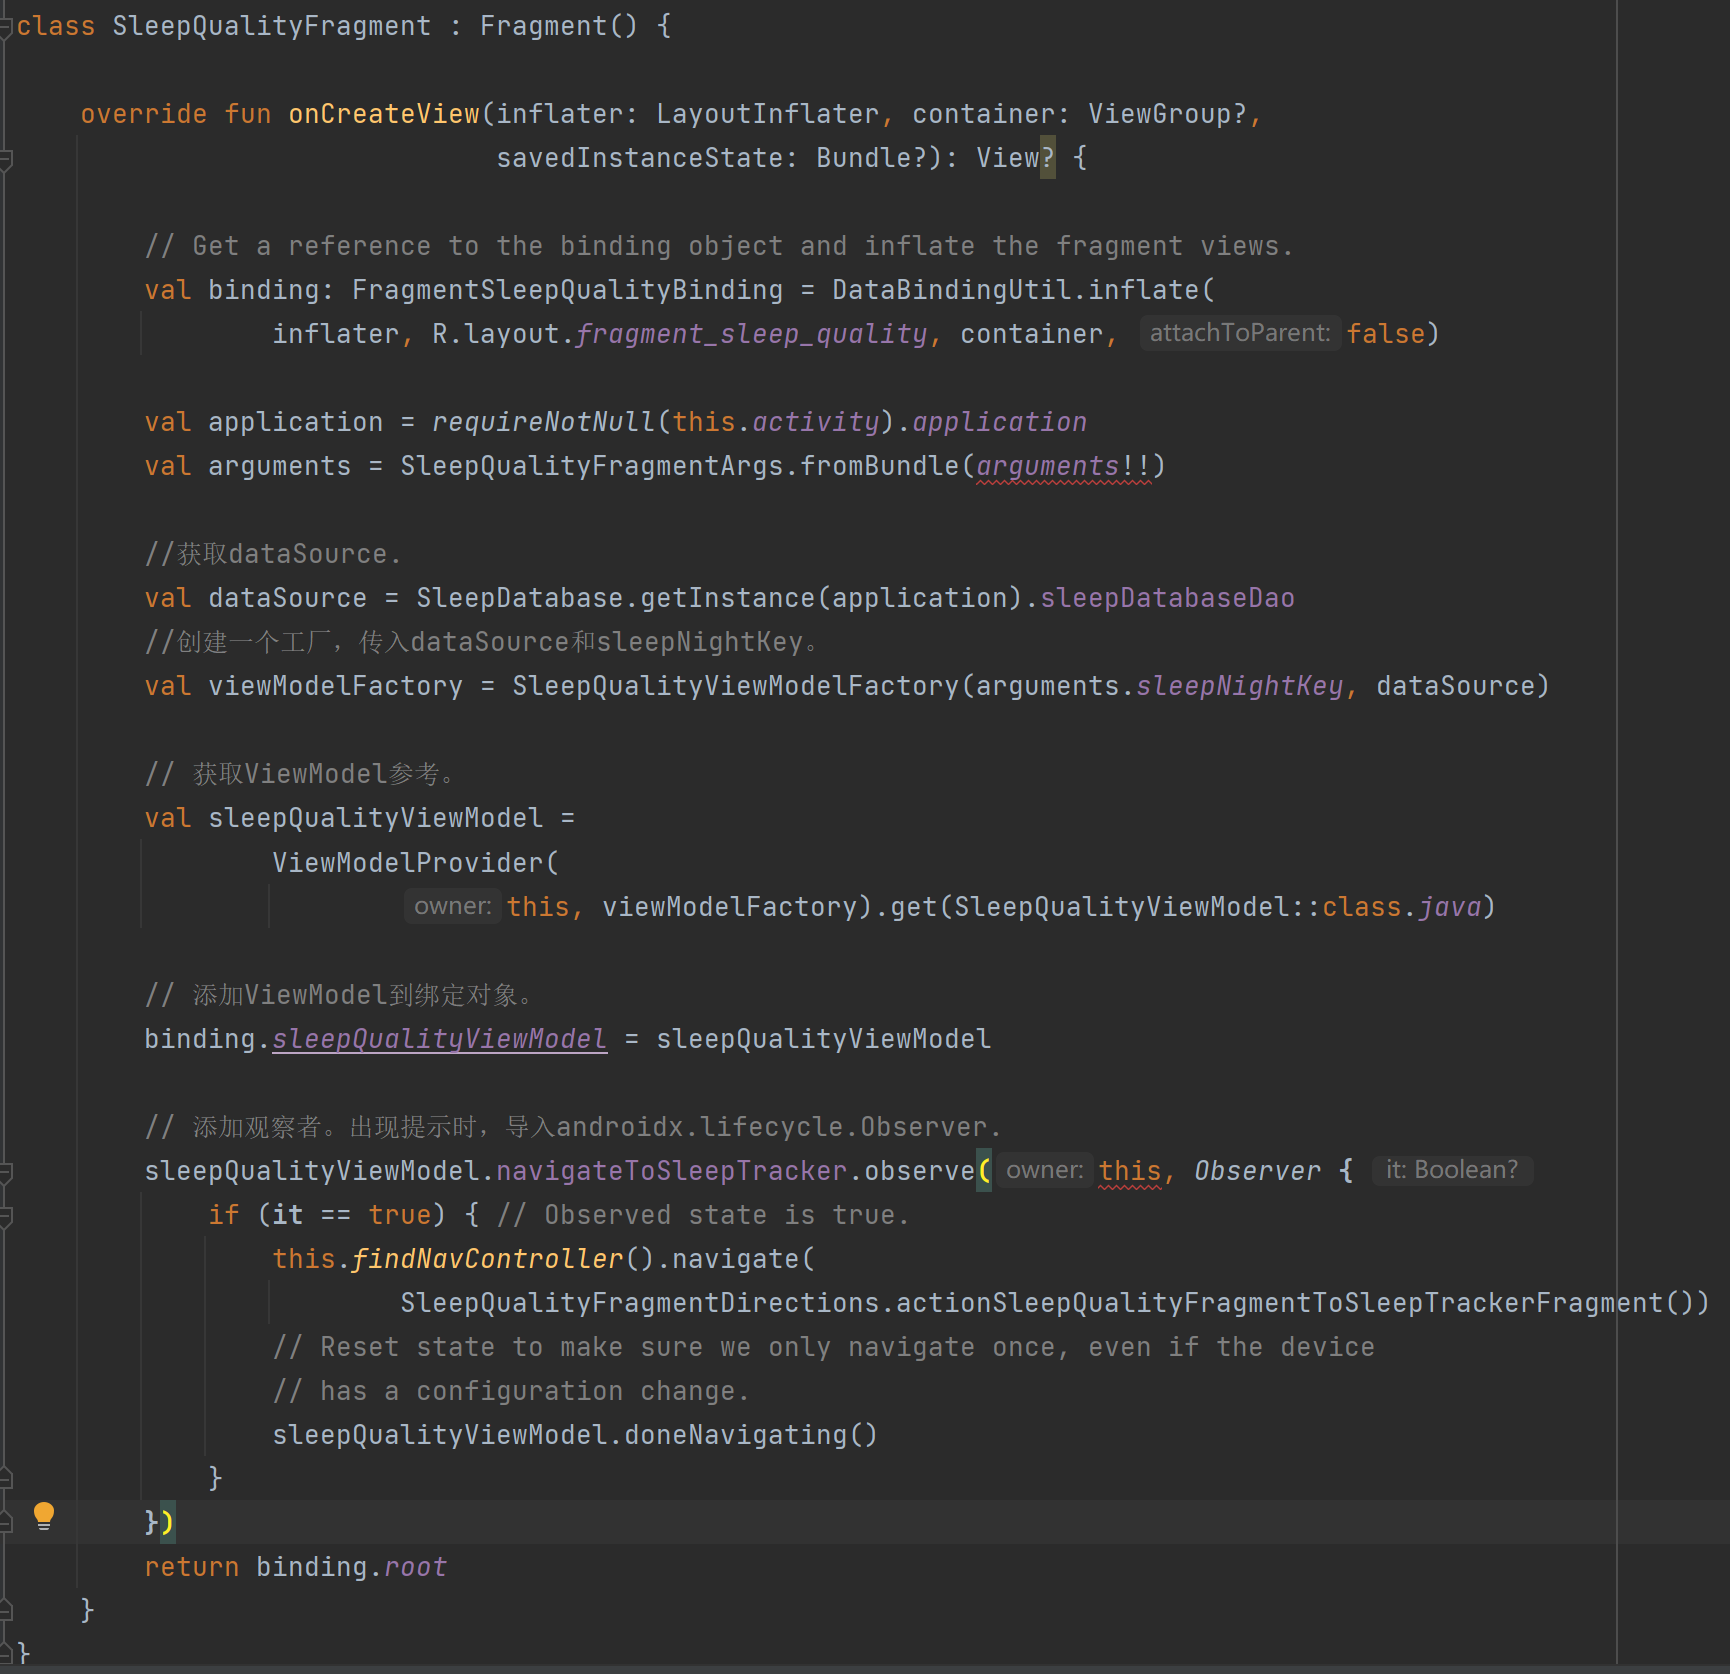 class SleepQualityFragment : Fragment() {
override fun onCreateView(inflater: LayoutInflater, container: ViewGroup?,
savedInstanceState: Bundle?): View? {
// Get a reference to the binding object and inflate the fragment views.
val binding: FragmentSleepQualityBinding = DataBindingUtil.inflate(
inflater, R.layout.fragment_sleep_quality, container, attachToParent: false)
val application = requireNotNull(this.activity).application
val arguments = SleepQualityFragmentArgs.fromBundle(arguments!!)
//获取dataSource.
val dataSource = SleepDatabase.getInstance(application).sleepDatabaseDao
//创建一个工厂，传入dataSource和sleepNightKey。
val viewModelFactory = SleepQualityViewModelFactory(arguments.sleepNightKey, dataSource)
// 获取ViewModel参考。
val sleepQualityViewModel =
ViewModelProvider(
owner: this, viewModelFactory).get(SleepQualityViewModel::class.java)
// 添加ViewModel到绑定对象。
binding.sleepQualityViewModel = sleepQualityViewModel
// 添加观察者。出现提示时，导入androidx.lifecycle.Observer.
sleepQualityViewModel.navigateToSleepTracker.observe( owner: this, Observer { it: Boolean?
if (it == true) { // Observed state is true.
this.findNavController().navigate(
SleepQualityFragmentDirections.actionSleepQualityFragmentToSleepTrackerFragment())
// Reset state to make sure we only navigate once, even if the device
// has a configuration change.
sleepQualityViewModel.doneNavigating()
}
})
return binding.root
}
}